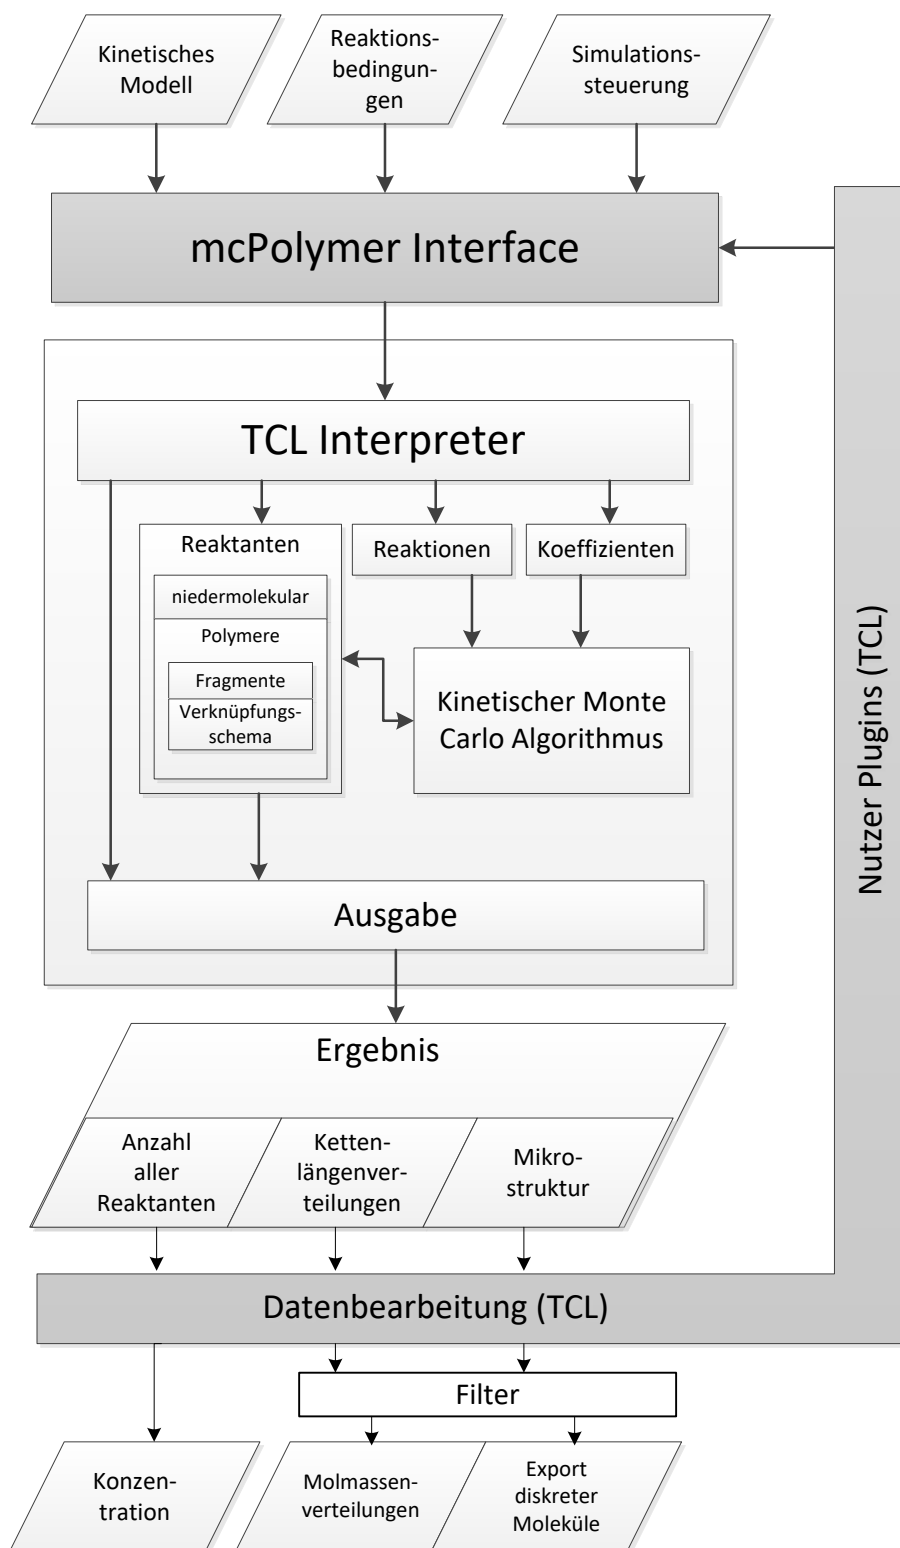 Kinetisches
Modell
Reaktions-
bedingun-
gen
Simulations-
steuerung
mcPolymer Interface
TCL Interpreter
Reaktanten
niedermolekular
Polymere
Fragmente
Verknüpfungs-
schema
Reaktionen
Koeffizienten
Kinetischer Monte
Carlo Algorithmus
Nutzer Plugins (TCL)
Ausgabe
Ergebnis
Anzahl
aller
Reaktanten
Ketten-
längenver-
teilungen
Mikro-
struktur
Datenbearbeitung (TCL)
Filter
Konzen-
tration
Molmassen-
verteilungen
Export
diskreter
Moleküle